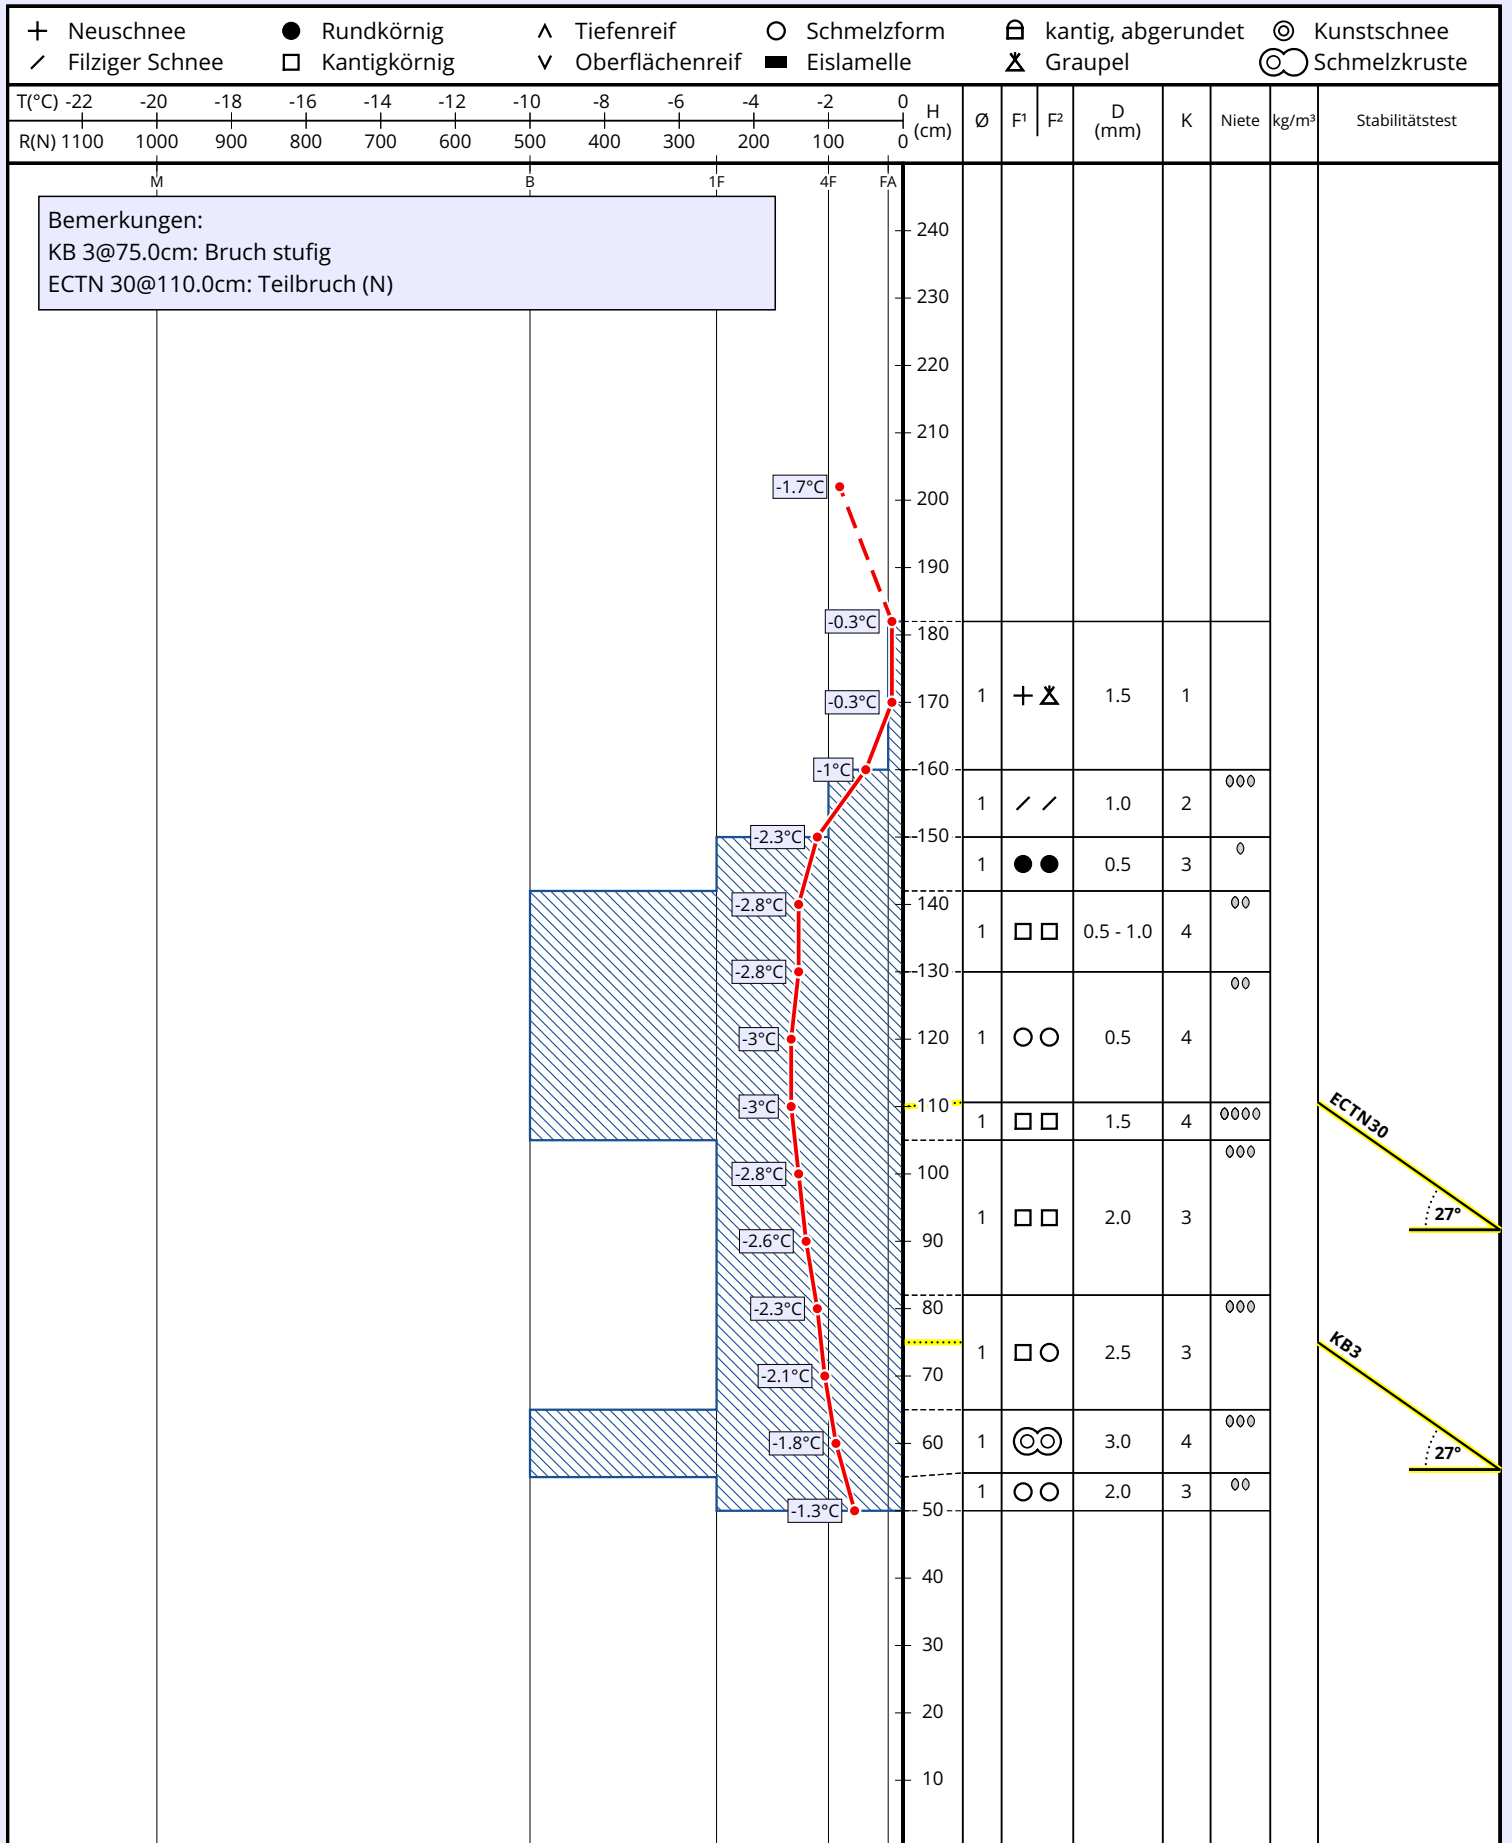 Neuschnee Rundkörnig Tiefenreif Schmelzform kantig, abgerundet Kunstschnee
Filziger Schnee Kantigkörnig Oberflächenreif Eislamelle Graupel Schmelzkruste
T(°C) -22 -20 -18 -16 -14 -12 -10 -8 -6 -4 -2 0
R(N) 1100 1000 900 800 700 600 500 400 300 200 100 0
H (cm) Ø F¹ F² D (mm) K Niete kg/m³ Stabilitätstest
M B 1F 4F FA
Bemerkungen:
KB 3@75.0cm: Bruch stufig
ECTN 30@110.0cm: Teilbruch (N)
240
230
220
210
-1.7°C 200
190
-0.3°C 180
-0.3°C 170 1 1.5 1
-1°C 160
1 1.0 2
-2.3°C 150
1 0.5 3
-2.8°C 140
1 0.5 - 1.0 4
-2.8°C 130
-3°C 120 1 0.5 4
-3°C 110 ECTN30
1 1.5 4
-2.8°C 100
1 2.0 3 27°
-2.6°C 90
-2.3°C 80
KB3
1 2.5 3
-2.1°C 70
-1.8°C 60 1 3.0 4 27°
1 2.0 3
-1.3°C 50
40
30
20
10